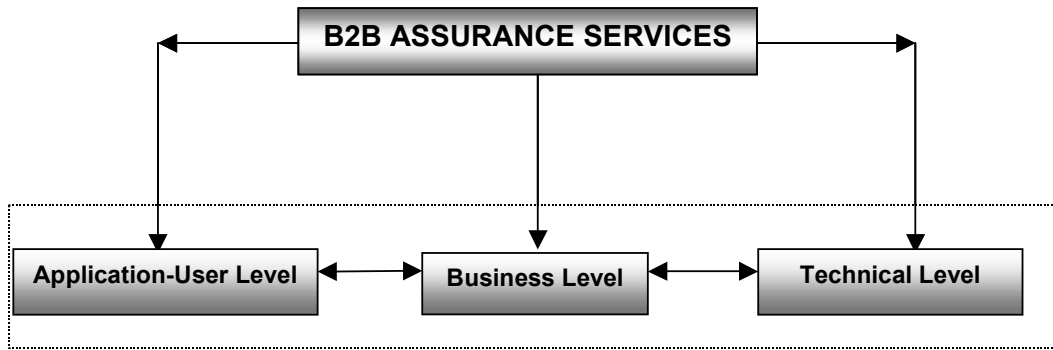 B2B ASSURANCE SERVICES
Application-User Level
Business Level
Technical Level